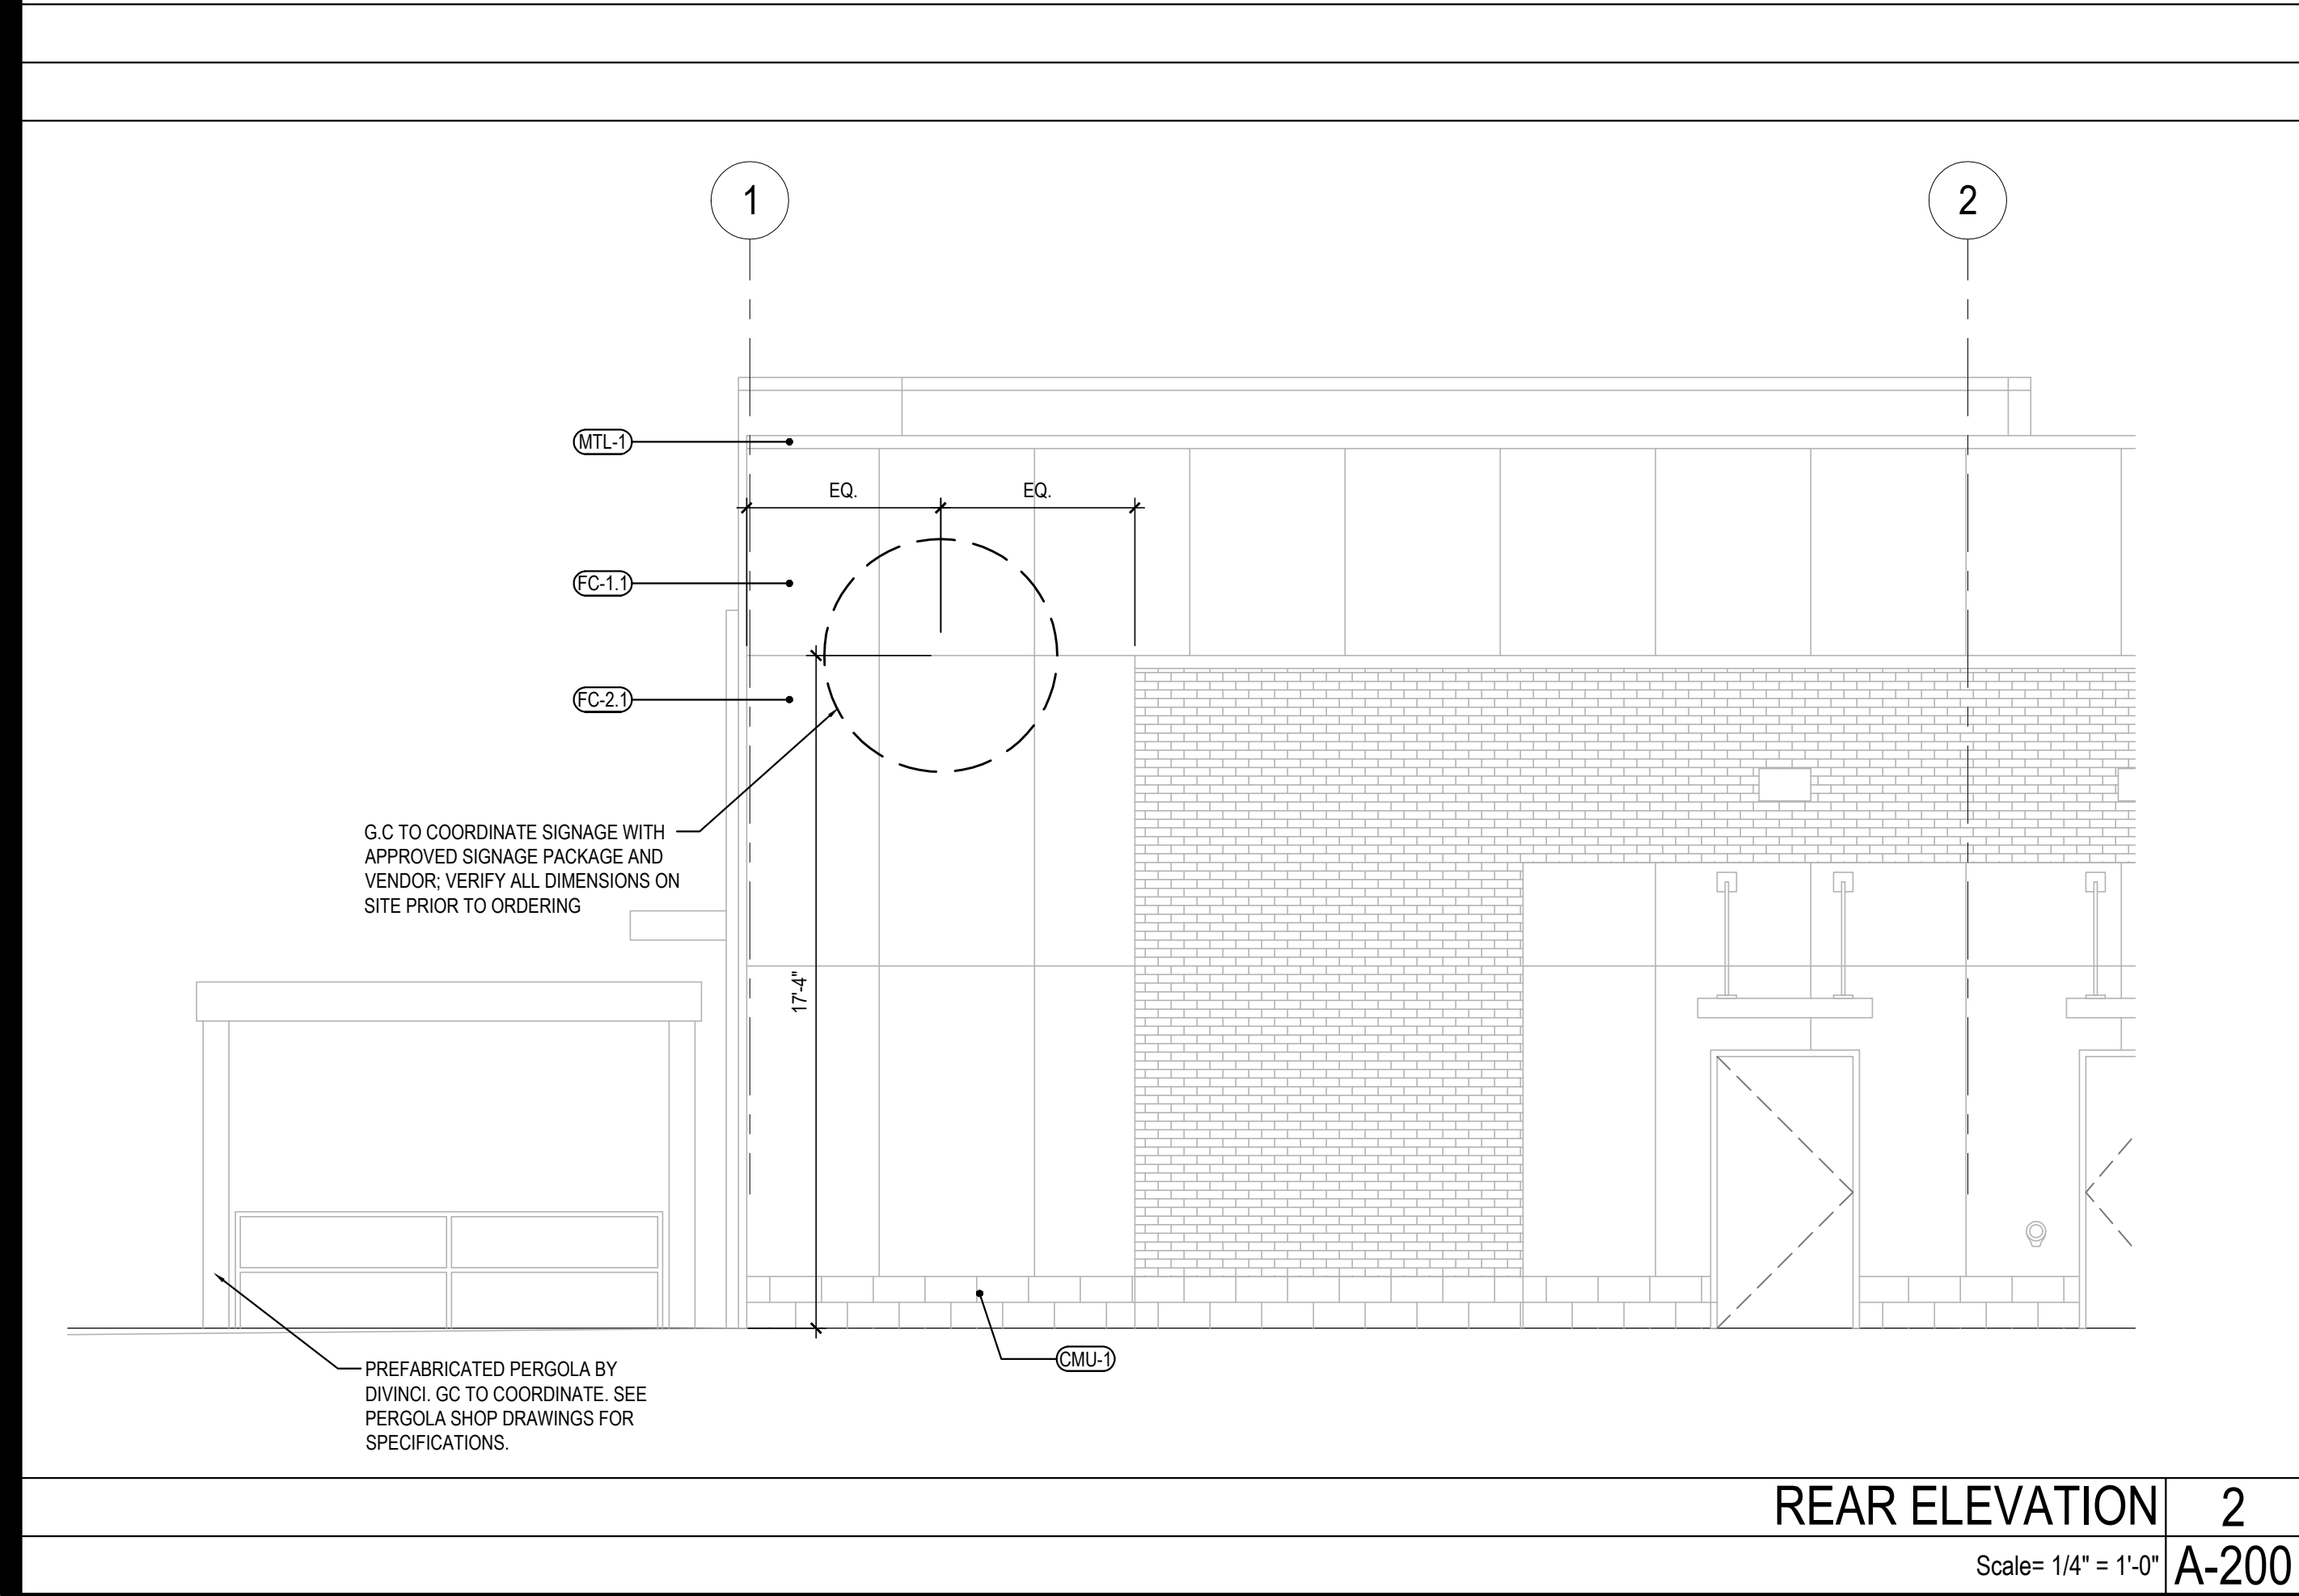 1
2
MTL-1
EQ.
EQ.
FC-1.1
FC-2.1
G.C TO COORDINATE SIGNAGE WITH
APPROVED SIGNAGE PACKAGE AND
VENDOR; VERIFY ALL DIMENSIONS ON
SITE PRIOR TO ORDERING
17'-4"
CMU-1
PREFABRICATED PERGOLA BY
DIVINCI. GC TO COORDINATE. SEE
PERGOLA SHOP DRAWINGS FOR
SPECIFICATIONS.
REAR ELEVATION
2
Scale= 1/4" = 1'-0"
A-200